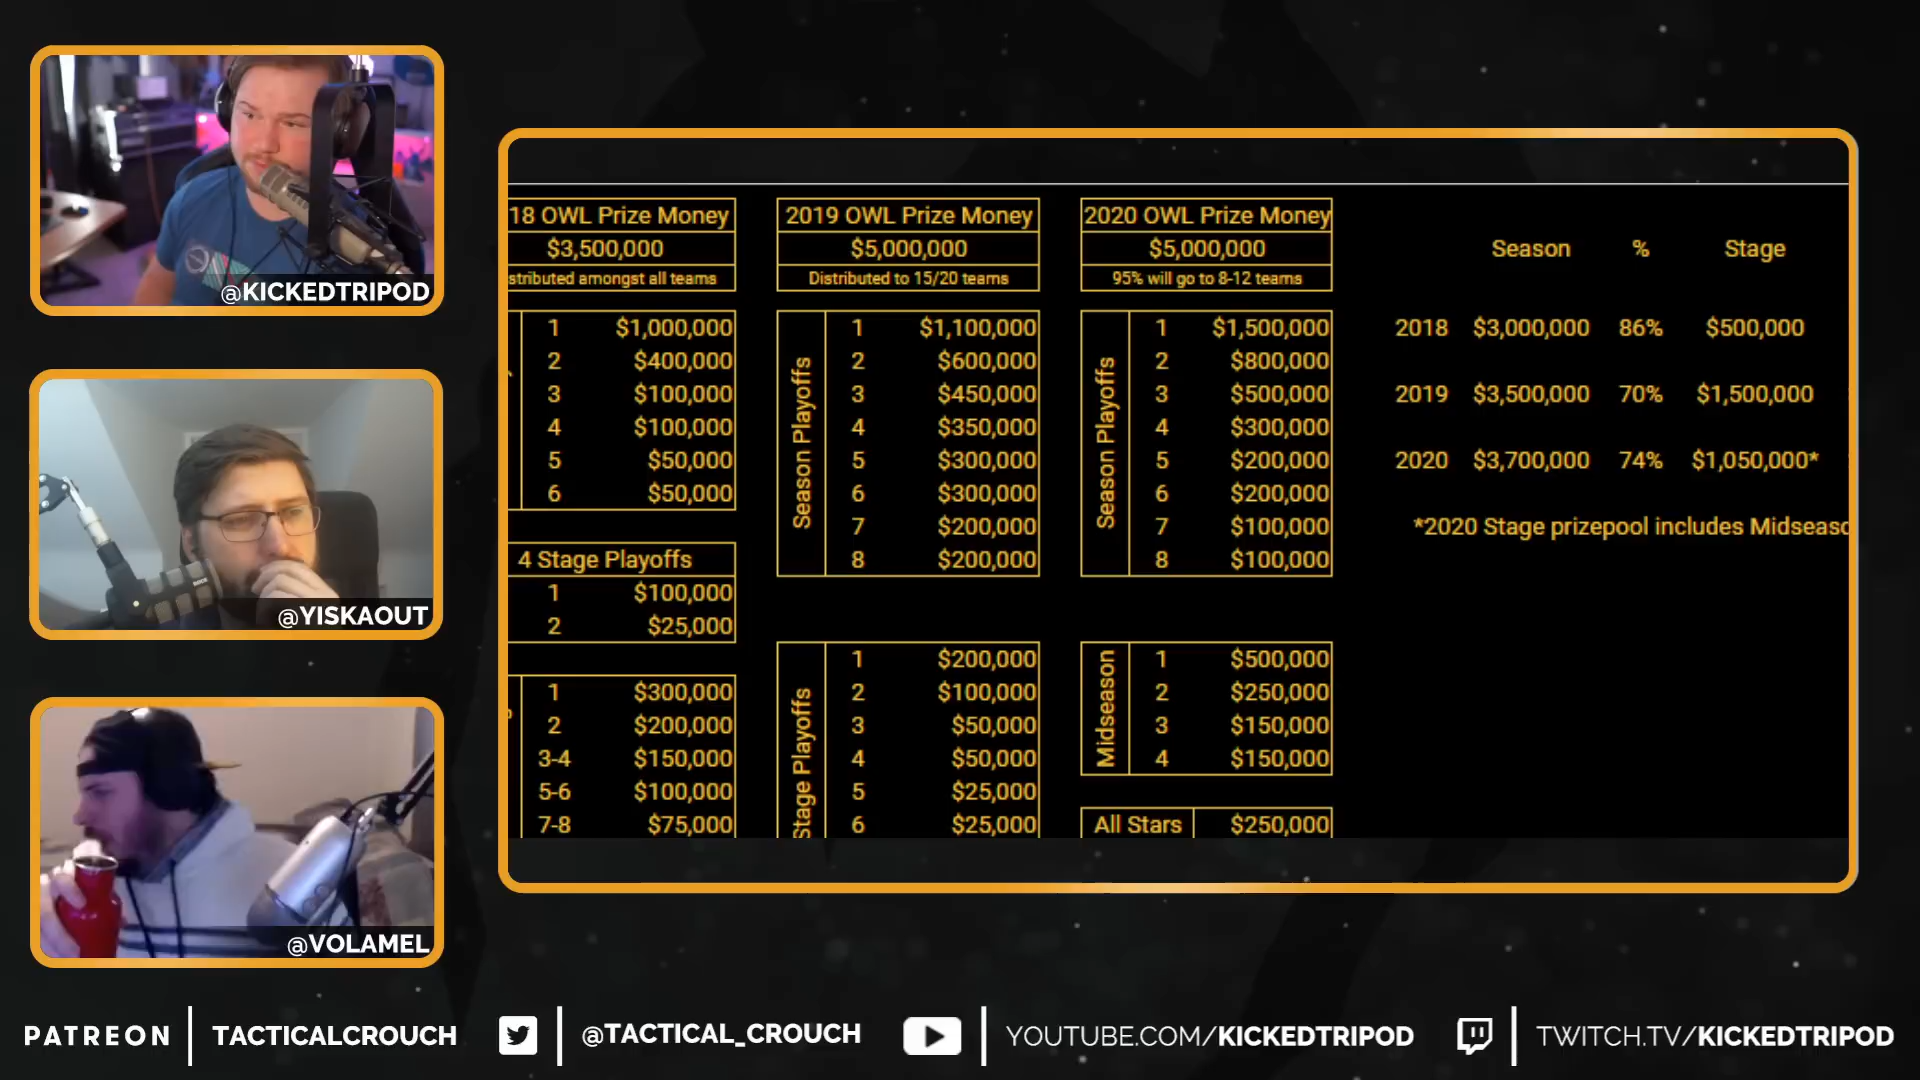 @KICKEDTRIPOD
@YISKAOUT
@VOLAMEL
18 OWL Prize Money
$3,500,000
stributed amongst all teams
1 $1,000,000
2 $400,000
3 $100,000
4 $100,000
5 $50,000
6 $50,000
4 Stage Playoffs
1 $100,000
2 $25,000
1 $300,000
2 $200,000
3-4 $150,000
5-6 $100,000
7-8 $75,000
2019 OWL Prize Money
$5,000,000
Distributed to 15/20 teams
Season Playoffs
1 $1,100,000
2 $600,000
3 $450,000
4 $350,000
5 $300,000
6 $300,000
7 $200,000
8 $200,000
Stage Playoffs
1 $200,000
2 $100,000
3 $50,000
4 $50,000
5 $25,000
6 $25,000
2020 OWL Prize Money
$5,000,000
95% will go to 8-12 teams
Season Playoffs
1 $1,500,000
2 $800,000
3 $500,000
4 $300,000
5 $200,000
6 $200,000
7 $100,000
8 $100,000
Midseason
1 $500,000
2 $250,000
3 $150,000
4 $150,000
All Stars $250,000
Season % Stage
2018 $3,000,000 86% $500,000
2019 $3,500,000 70% $1,500,000
2020 $3,700,000 74% $1,050,000*
*2020 Stage prizepool includes Midseaso
PATREON TACTICALCROUCH @TACTICAL_CROUCH YOUTUBE.COM/KICKEDTRIPOD TWITCH.TV/KICKEDTRIPOD